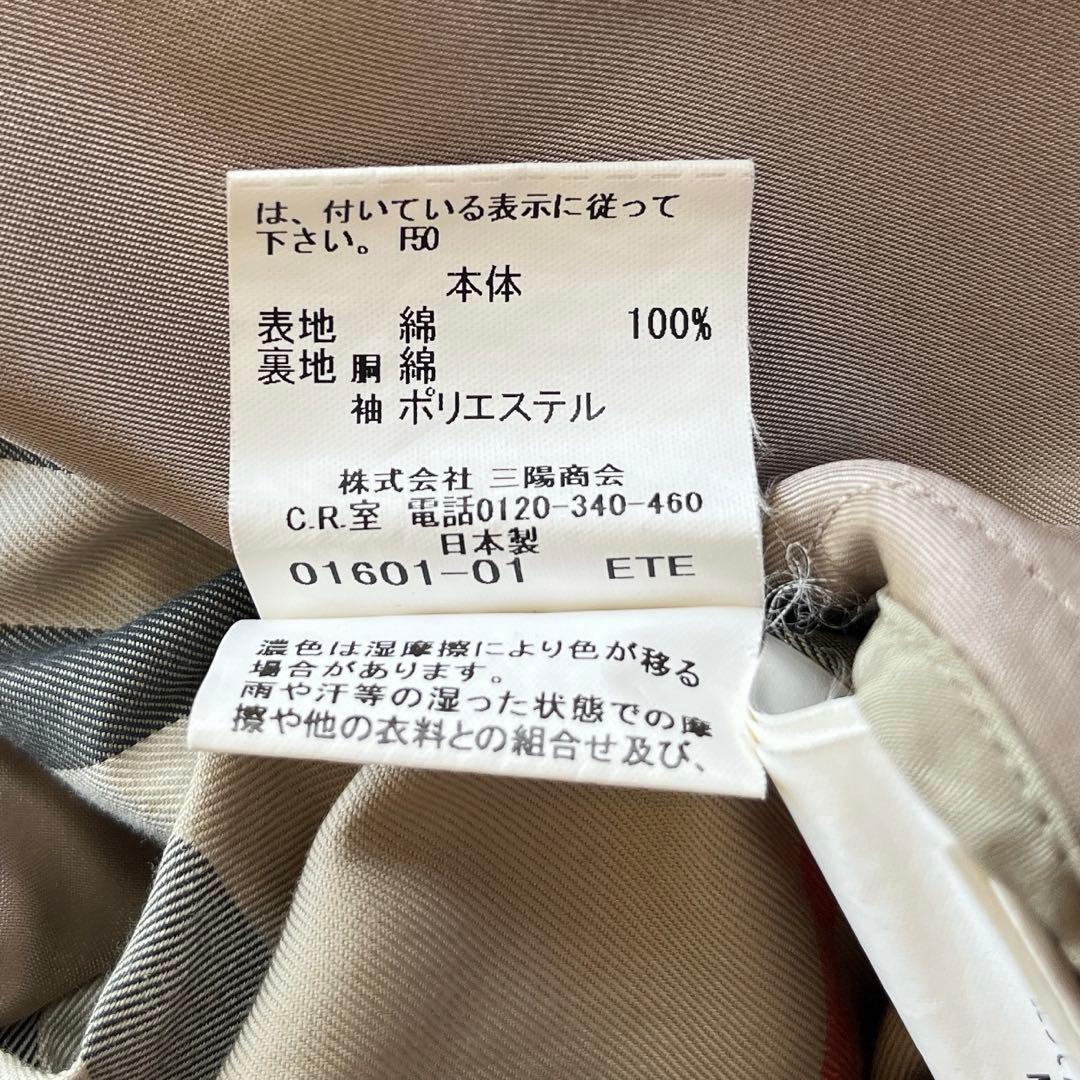 は、付いている表示に従って
下さい。 F50
本体
表地 綿 100%
裏地 胴 綿
袖 ポリエステル
株式会社 三陽商会
C.R.室 電話0120-340-460
日本製
01601-01 ETE
濃色は湿摩擦により色が移る
場合があります。
雨や汗等の湿った状態での摩
擦や他の衣料との組合せ及び、